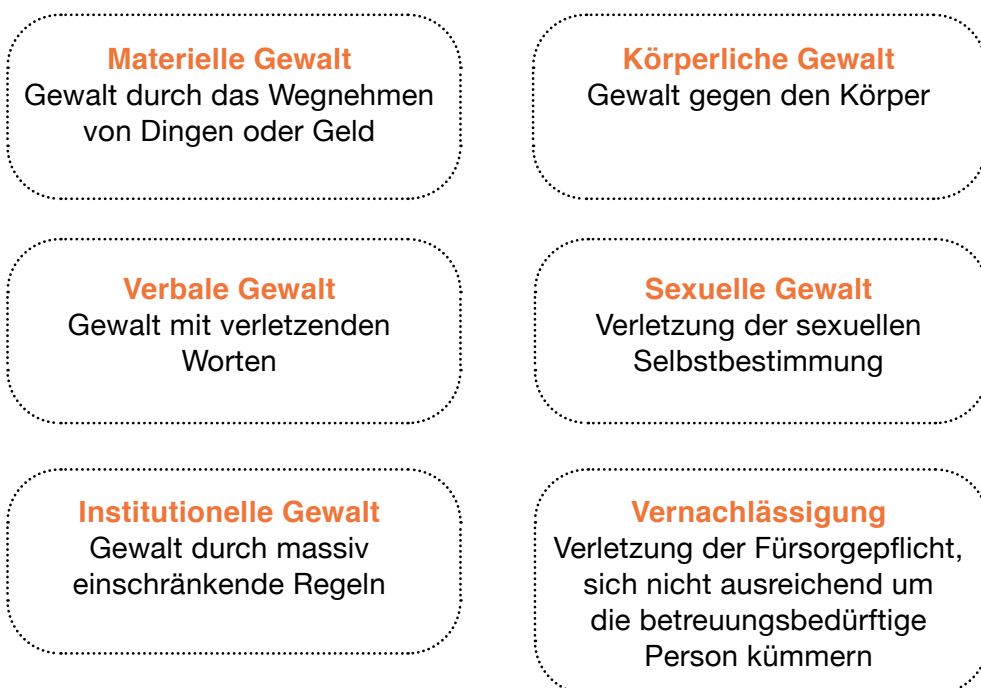 Materielle Gewalt
Gewalt durch das Wegnehmen
von Dingen oder Geld
Körperliche Gewalt
Gewalt gegen den Körper
Verbale Gewalt
Gewalt mit verletzenden
Worten
Sexuelle Gewalt
Verletzung der sexuellen
Selbstbestimmung
Institutionelle Gewalt
Gewalt durch massiv
einschränkende Regeln
Vernachlässigung
Verletzung der Fürsorgepflicht,
sich nicht ausreichend um
die betreuungsbedürftige
Person kümmern